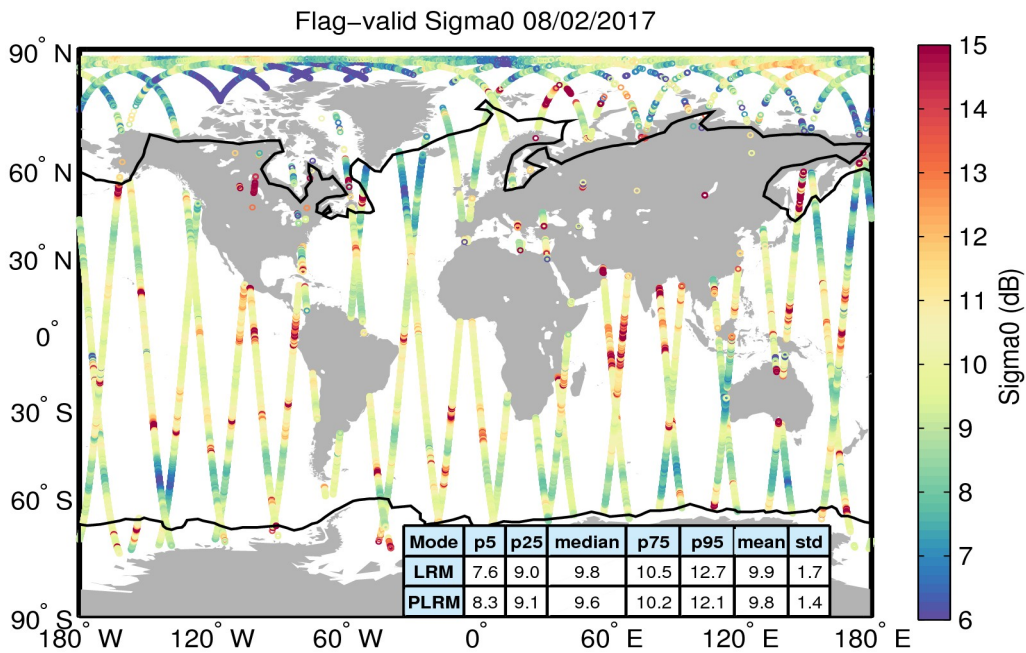 Flag−valid Sigma0 08/02/2017
90° N
60° N
30° N
0°
30° S
60° S
90° S
180° W
120° W
60° W
0°
60° E
120° E
180° E
Mode p5 p25 median p75 p95 mean std
LRM 7.6 9.0 9.8 10.5 12.7 9.9 1.7
PLRM 8.3 9.1 9.6 10.2 12.1 9.8 1.4
15
14
13
12
11
10
9
8
7
6
Sigma0 (dB)